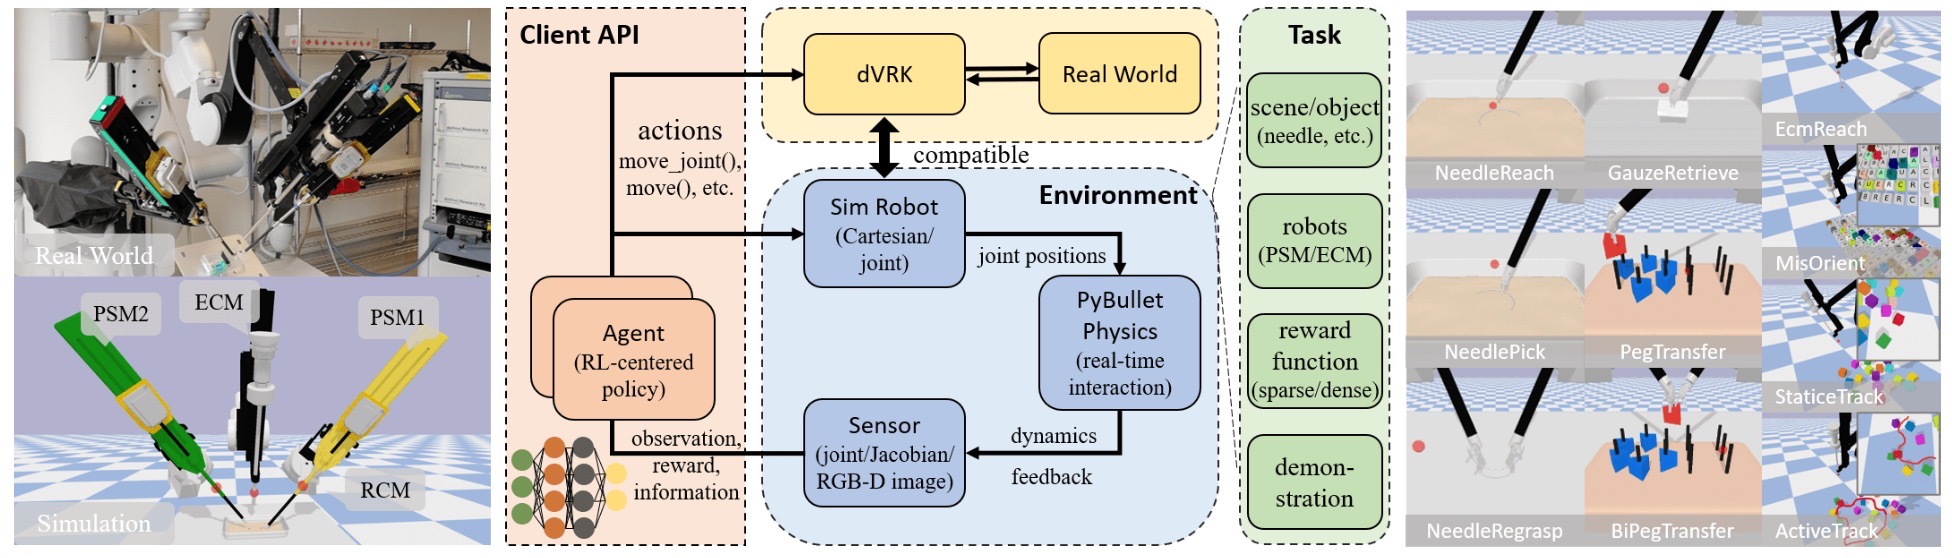 Real World
PSM2
ECM
PSM1
RCM
Simulation
Client API
actions
move_joint(),
move(), etc.
Agent
(RL-centered
policy)
observation,
reward,
information
dVRK
Real World
compatible
Environment
Sim Robot
(Cartesian/
joint)
joint positions
PyBullet
Physics
(real-time
interaction)
dynamics
feedback
Sensor
(joint/Jacobian/
RGB-D image)
Task
scene/object
(needle, etc.)
robots
(PSM/ECM)
reward
function
(sparse/dense)
demon-
stration
NeedleReach
GauzeRetrieve
EcmReach
MisOrient
NeedlePick
PegTransfer
StaticeTrack
NeedleRegrasp
BiPegTransfer
ActiveTrack